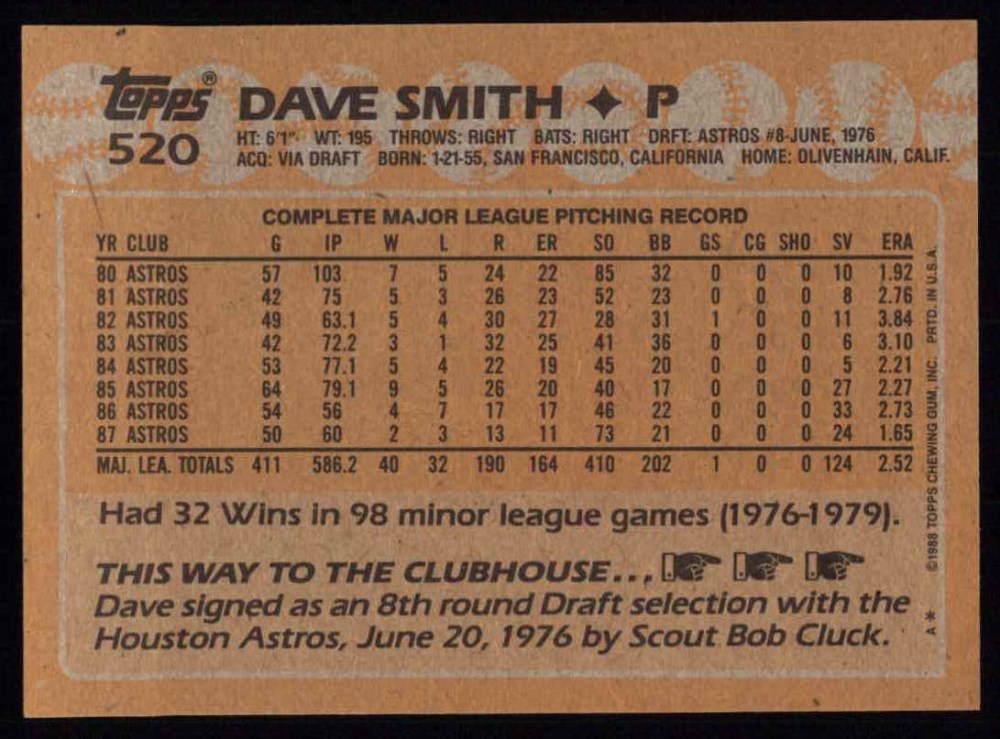 topps®
520
DAVE SMITH ✦ P
HT: 6'1" WT: 195 THROWS: RIGHT BATS: RIGHT DRFT: ASTROS #8-JUNE, 1976
ACQ: VIA DRAFT BORN: 1-21-55, SAN FRANCISCO, CALIFORNIA HOME: OLIVENHAIN, CALIF.
COMPLETE MAJOR LEAGUE PITCHING RECORD
YR CLUB G IP W L R ER SO BB GS CG SHO SV ERA
80 ASTROS 57 103 7 5 24 22 85 32 0 0 0 10 1.92
81 ASTROS 42 75 5 3 26 23 52 23 0 0 0 8 2.76
82 ASTROS 49 63.1 5 4 30 27 28 31 1 0 0 11 3.84
83 ASTROS 42 72.2 3 1 32 25 41 36 0 0 0 6 3.10
84 ASTROS 53 77.1 5 4 22 19 45 20 0 0 0 5 2.21
85 ASTROS 64 79.1 9 5 26 20 40 17 0 0 0 27 2.27
86 ASTROS 54 56 4 7 17 17 46 22 0 0 0 33 2.73
87 ASTROS 50 60 2 3 13 11 73 21 0 0 0 24 1.65
MAJ. LEA. TOTALS 411 586.2 40 32 190 164 410 202 1 0 0 124 2.52
Had 32 Wins in 98 minor league games (1976-1979).
THIS WAY TO THE CLUBHOUSE...
Dave signed as an 8th round Draft selection with the
Houston Astros, June 20, 1976 by Scout Bob Cluck.
A* ©1988 TOPPS CHEWING GUM, INC. PRTD. IN U.S.A.